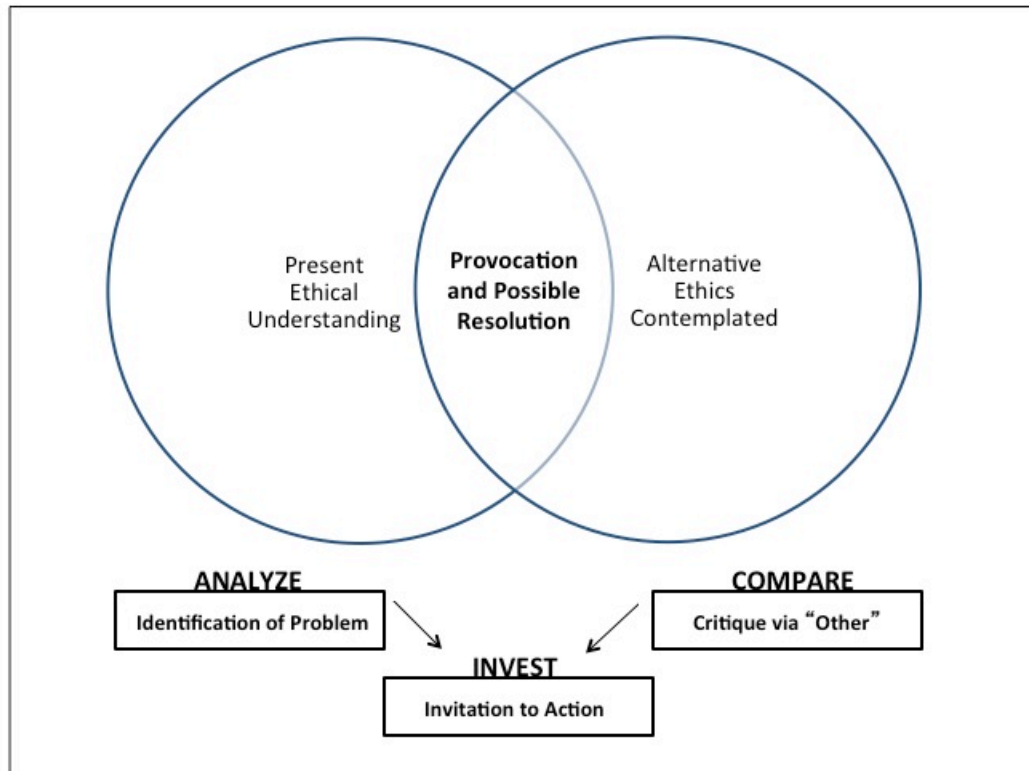 Present
Ethical
Understanding
Provocation
and Possible
Resolution
Alternative
Ethics
Contemplated
ANALYZE
Identification of Problem
COMPARE
Critique via “Other”
INVEST
Invitation to Action